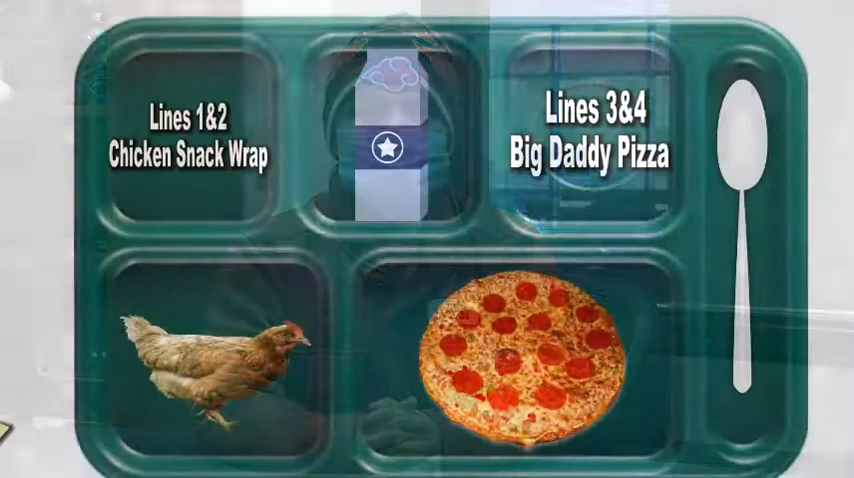 Lines 1&2
Chicken Snack Wrap
Lines 3&4
Big Daddy Pizza